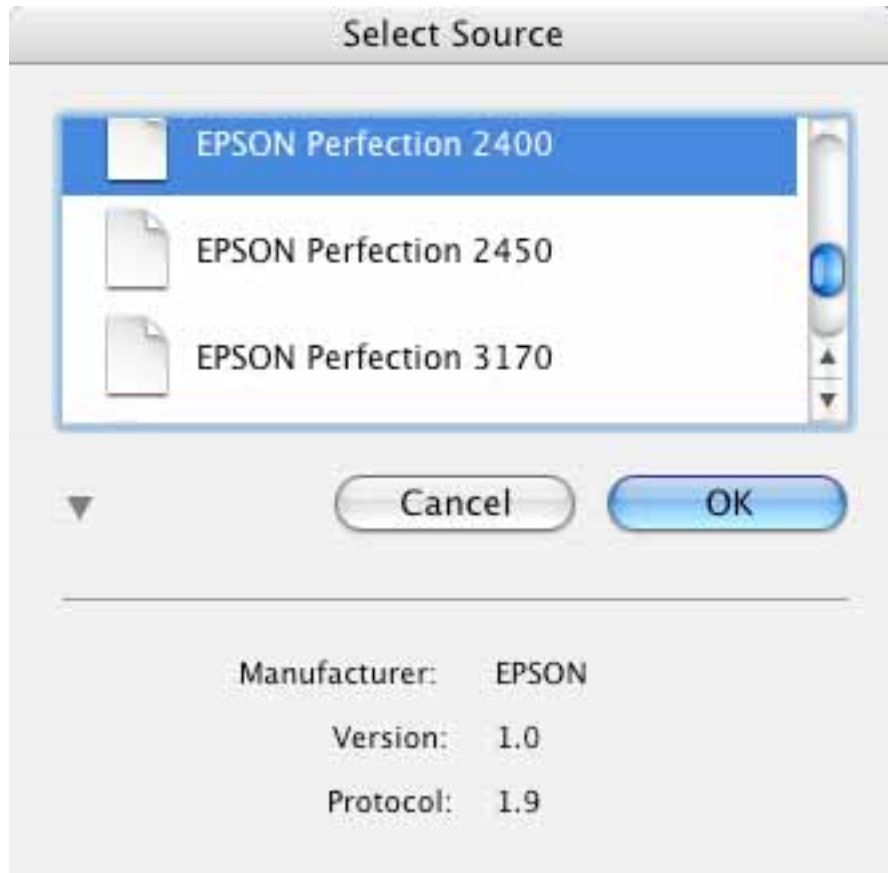 Select Source
EPSON Perfection 2400
EPSON Perfection 2450
EPSON Perfection 3170
Cancel OK
Manufacturer: EPSON
Version: 1.0
Protocol: 1.9